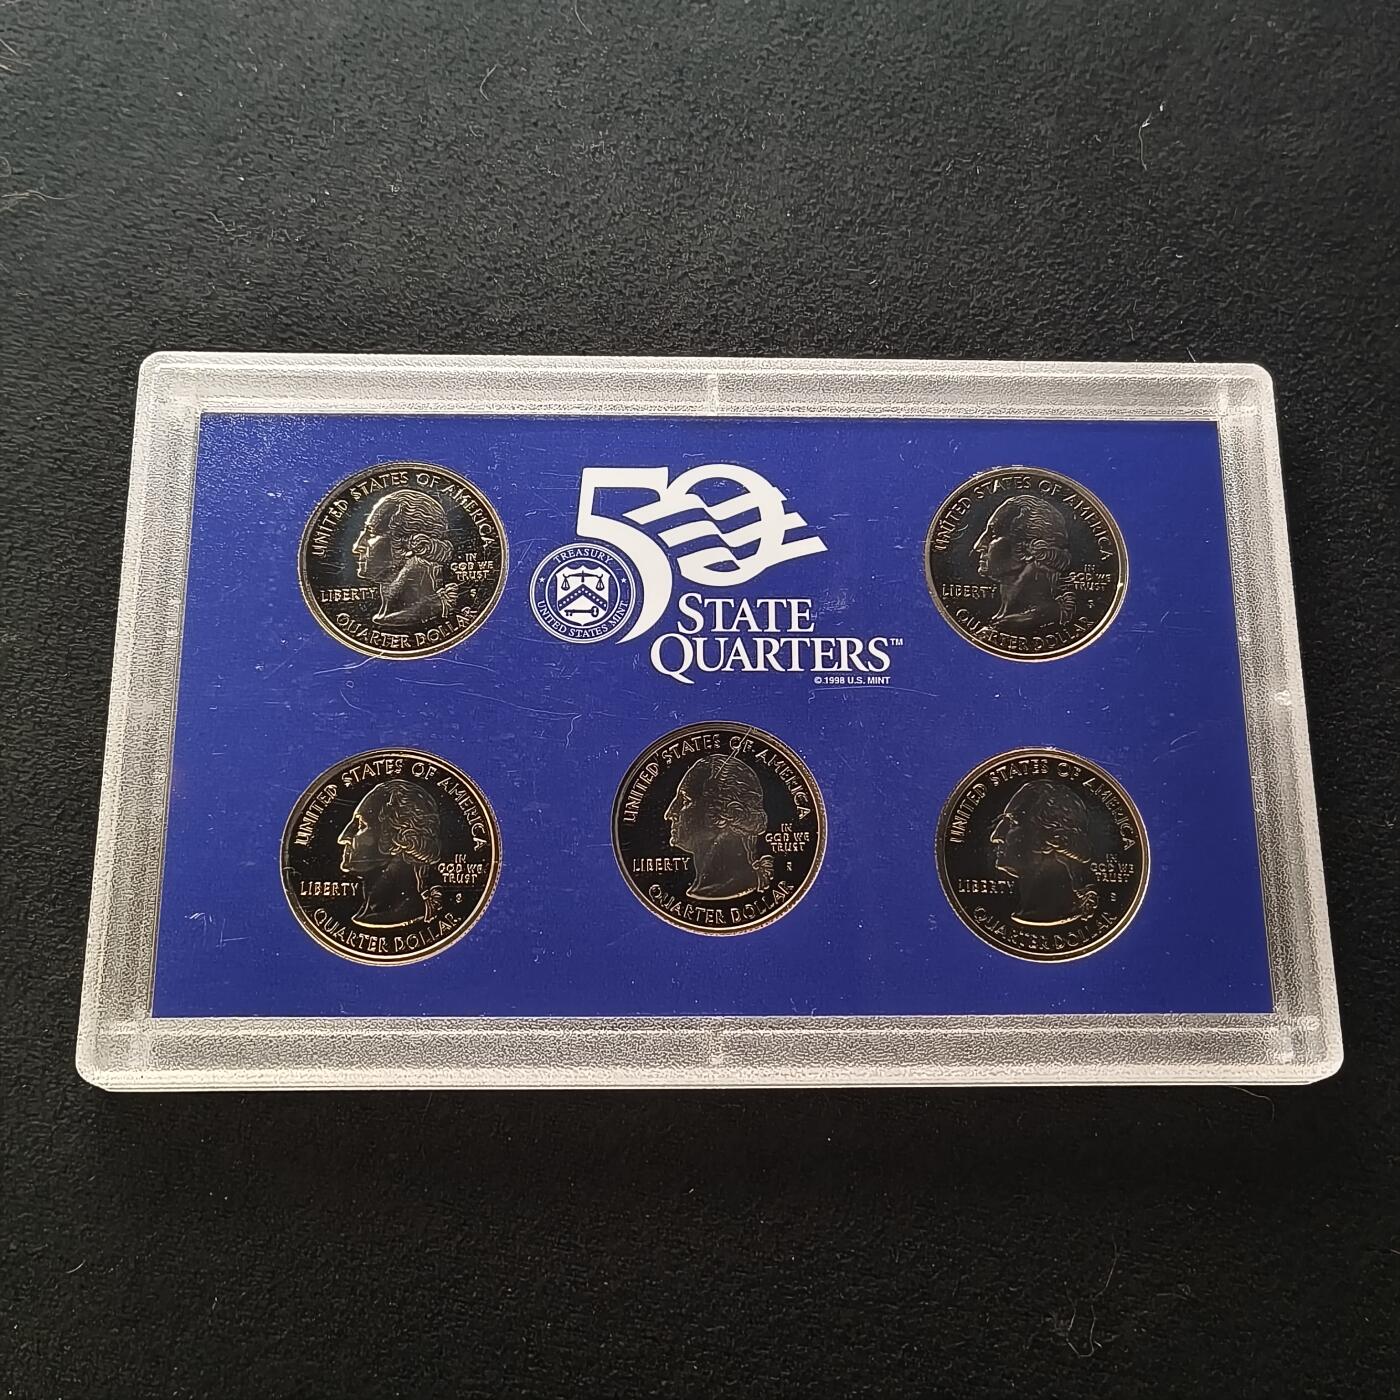 UNITED STATES OF AMERICA
IN
GOD WE
TRUST
LIBERTY
S
QUARTER DOLLAR
50
TREASURY
UNITED STATES MINT
STATE
QUARTERS™
©1998 U.S. MINT
UNITED STATES OF AMERICA
IN
GOD WE
TRUST
LIBERTY
S
QUARTER DOLLAR
UNITED STATES OF AMERICA
IN
GOD WE
TRUST
LIBERTY
S
QUARTER DOLLAR
UNITED STATES OF AMERICA
IN
GOD WE
TRUST
LIBERTY
S
QUARTER DOLLAR
UNITED STATES OF AMERICA
IN
GOD WE
TRUST
LIBERTY
S
QUARTER DOLLAR